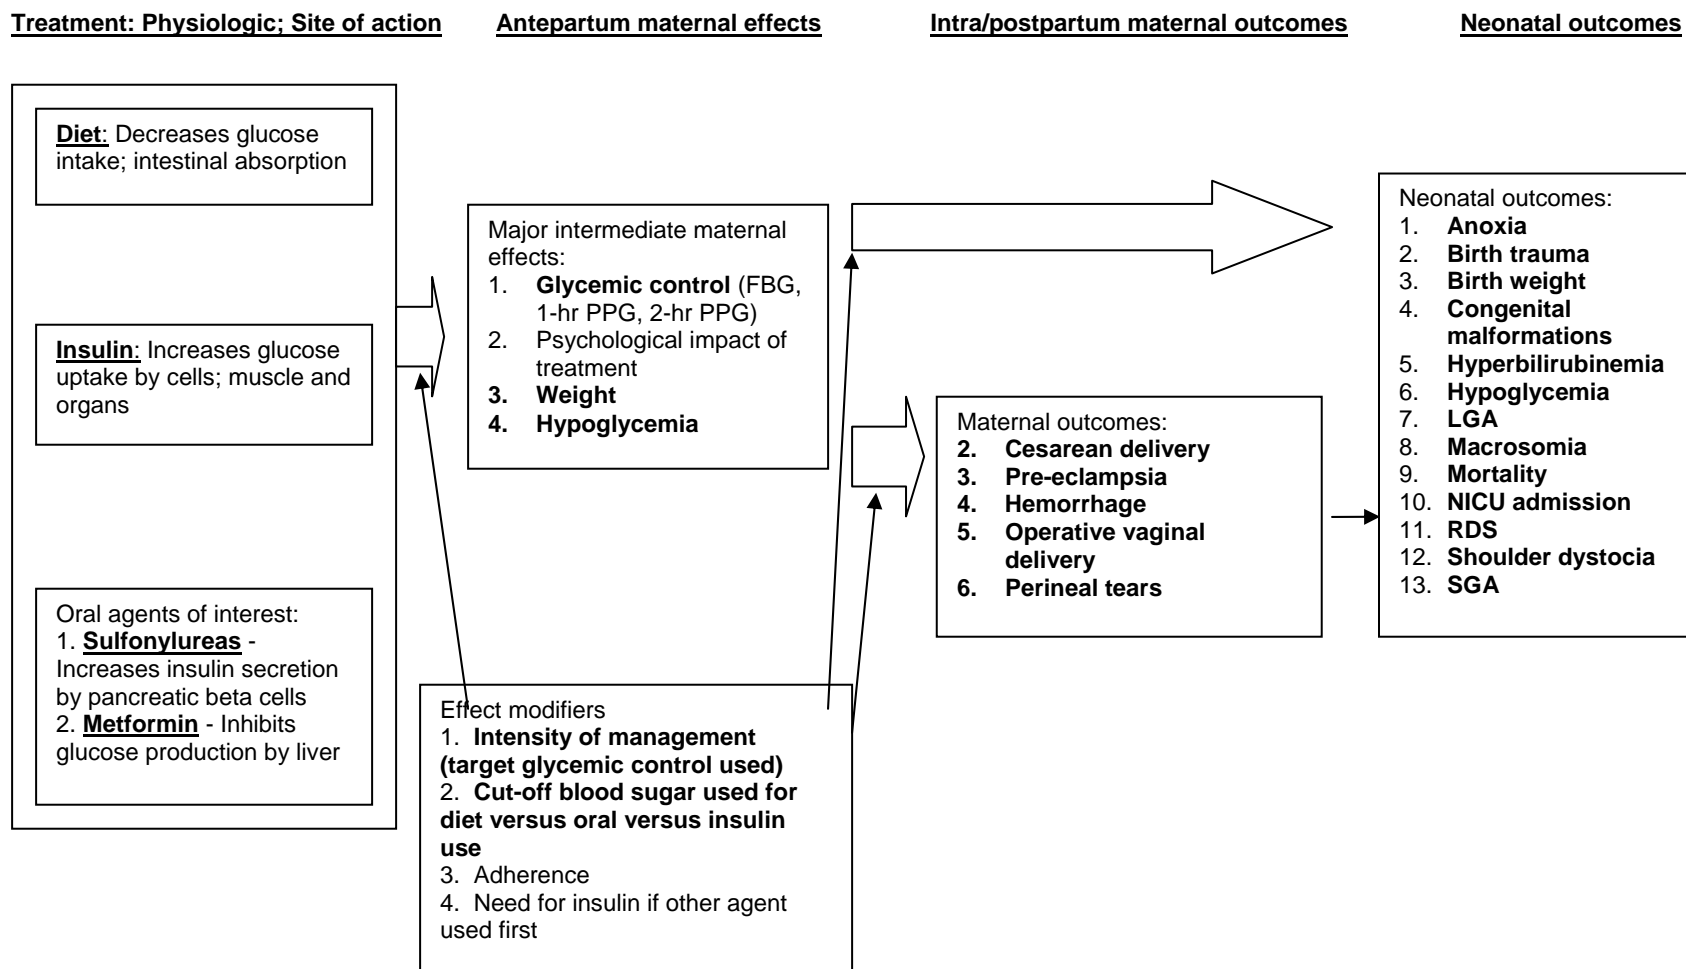 Treatment: Physiologic; Site of action
Antepartum maternal effects
Intra/postpartum maternal outcomes
Neonatal outcomes
Diet: Decreases glucose
intake; intestinal absorption
Insulin: Increases glucose
uptake by cells; muscle and
organs
Oral agents of interest:
1. Sulfonylureas -
Increases insulin secretion
by pancreatic beta cells
2. Metformin - Inhibits
glucose production by liver
Major intermediate maternal
effects:
1. Glycemic control (FBG,
1-hr PPG, 2-hr PPG)
2. Psychological impact of
treatment
3. Weight
4. Hypoglycemia
Effect modifiers
1. Intensity of management
(target glycemic control used)
2. Cut-off blood sugar used for
diet versus oral versus insulin
use
3. Adherence
4. Need for insulin if other agent
used first
Maternal outcomes:
2. Cesarean delivery
3. Pre-eclampsia
4. Hemorrhage
5. Operative vaginal
delivery
6. Perineal tears
Neonatal outcomes:
1. Anoxia
2. Birth trauma
3. Birth weight
4. Congenital
malformations
5. Hyperbilirubinemia
6. Hypoglycemia
7. LGA
8. Macrosomia
9. Mortality
10. NICU admission
11. RDS
12. Shoulder dystocia
13. SGA